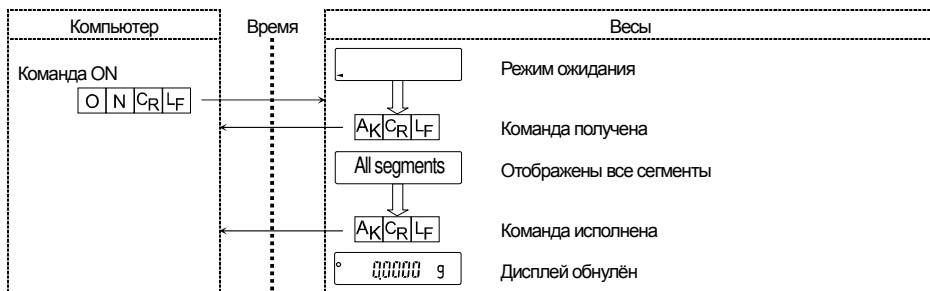 Компьютер Время Весы
Команда ON Режим ожидания
O N CR LF
AK CR LF Команда получена
All segments Отображены все сегменты
AK CR LF Команда исполнена
0.0000 g Дисплей обнулён